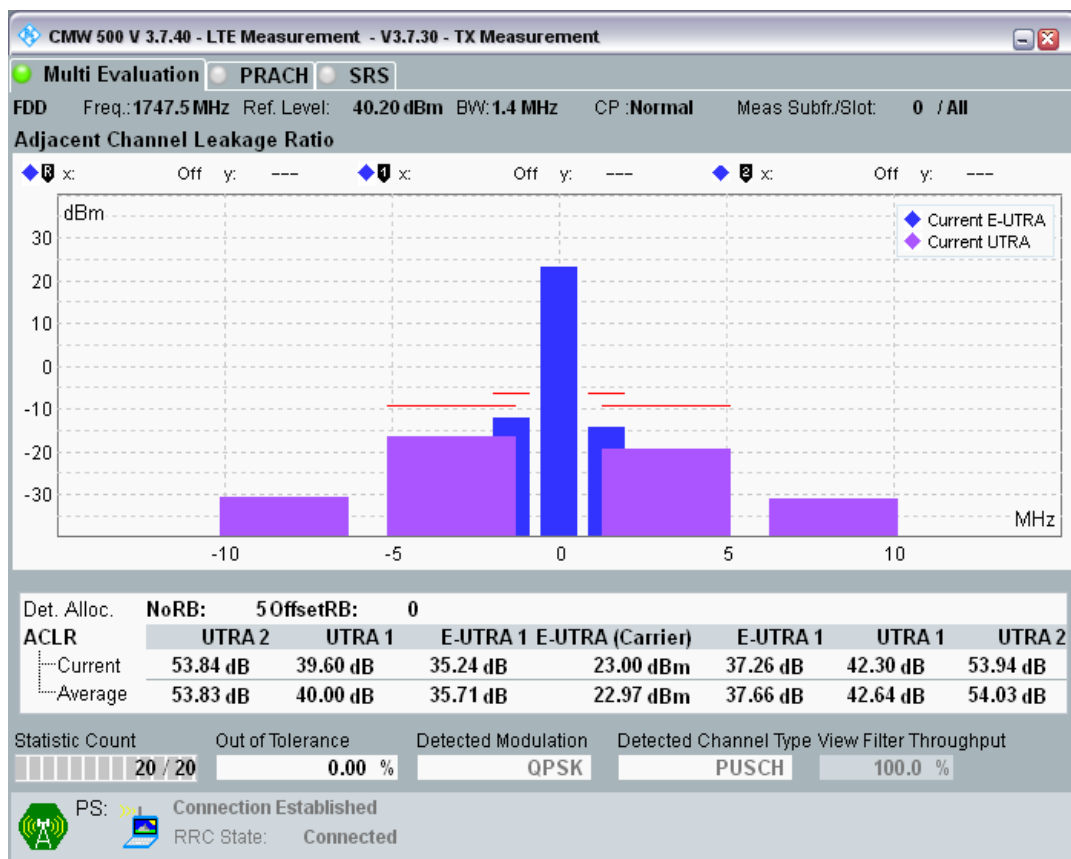 CMW 500 V 3.7.40 - LTE Measurement - V3.7.30 - TX Measurement
Multi Evaluation PRACH SRS
FDD Freq.: 1747.5 MHz Ref. Level: 40.20 dBm BW: 1.4 MHz CP :Normal Meas Subfr./Slot: 0 / All
Adjacent Channel Leakage Ratio
R x: Off y: --- 1 x: Off y: --- 2 x: Off y: ---
dBm
Current E-UTRA
Current UTRA
30
20
10
0
-10
-20
-30
MHz
-10 -5 0 5 10
Det. Alloc. NoRB: 5 OffsetRB: 0
ACLR UTRA 2 UTRA 1 E-UTRA 1 E-UTRA (Carrier) E-UTRA 1 UTRA 1 UTRA 2
Current 53.84 dB 39.60 dB 35.24 dB 23.00 dBm 37.26 dB 42.30 dB 53.94 dB
Average 53.83 dB 40.00 dB 35.71 dB 22.97 dBm 37.66 dB 42.64 dB 54.03 dB
Statistic Count Out of Tolerance Detected Modulation Detected Channel Type View Filter Throughput
20 / 20 0.00 % QPSK PUSCH 100.0 %
PS: Connection Established
RRC State: Connected